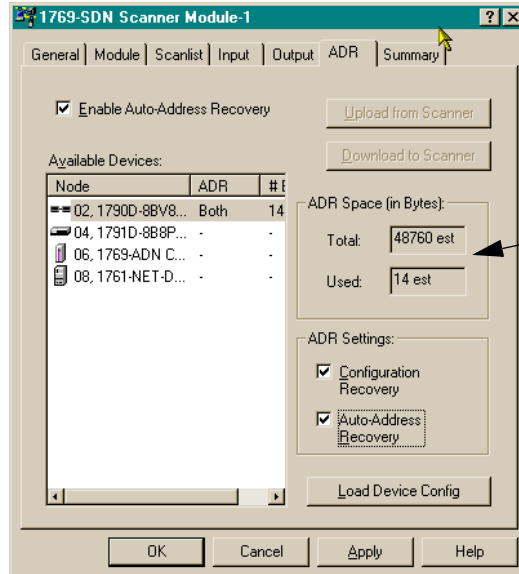 1769-SDN Scanner Module-1
General Module Scanlist Input Output ADR Summary
Enable Auto-Address Recovery
Upload from Scanner
Download to Scanner
Available Devices:
Node ADR
02, 1790D-8BV8... Both 14
04, 1791D-8B8P... - -
06, 1769-ADN C... - -
08, 1761-NET-D... - -
ADR Space (in Bytes):
Total: 48760 est
Used: 14 est
ADR Settings:
Configuration
Recovery
Auto-Address
Recovery
Load Device Config
OK Cancel Apply Help